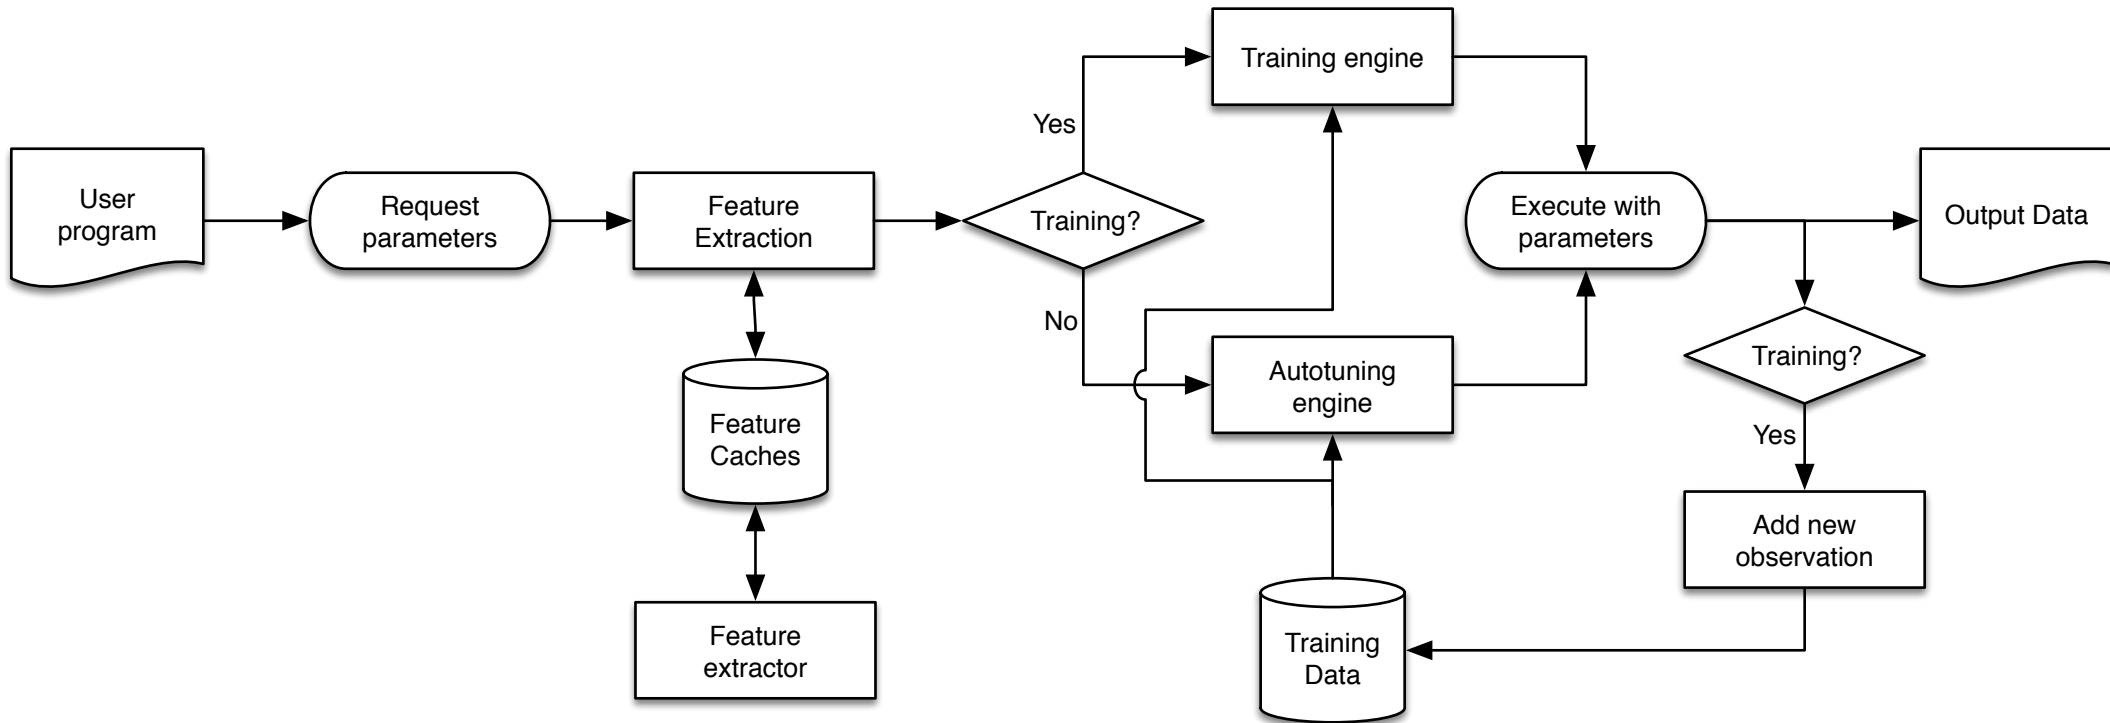 User
program
Request
parameters
Feature
Extraction
Feature
Caches
Feature
extractor
Training?
Yes
No
Training engine
Autotuning
engine
Training
Data
Execute with
parameters
Output Data
Training?
Yes
Add new
observation